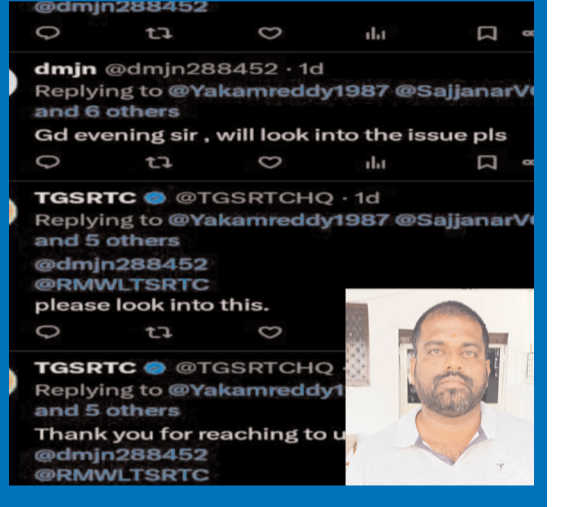 @dmjn288452
dmjn @dmjn288452 · 1d
Replying to @Yakamreddy1987 @SajjanarV
and 6 others
Gd evening sir , will look into the issue pls
TGSRTC @TGSRTCHQ · 1d
Replying to @Yakamreddy1987 @SajjanarV
and 5 others
@dmjn288452
@RMWLTSRTC
please look into this.
TGSRTC @TGSRTCHQ
Replying to @Yakamreddy1
and 5 others
Thank you for reaching to u
@dmjn288452
@RMWLTSRTC